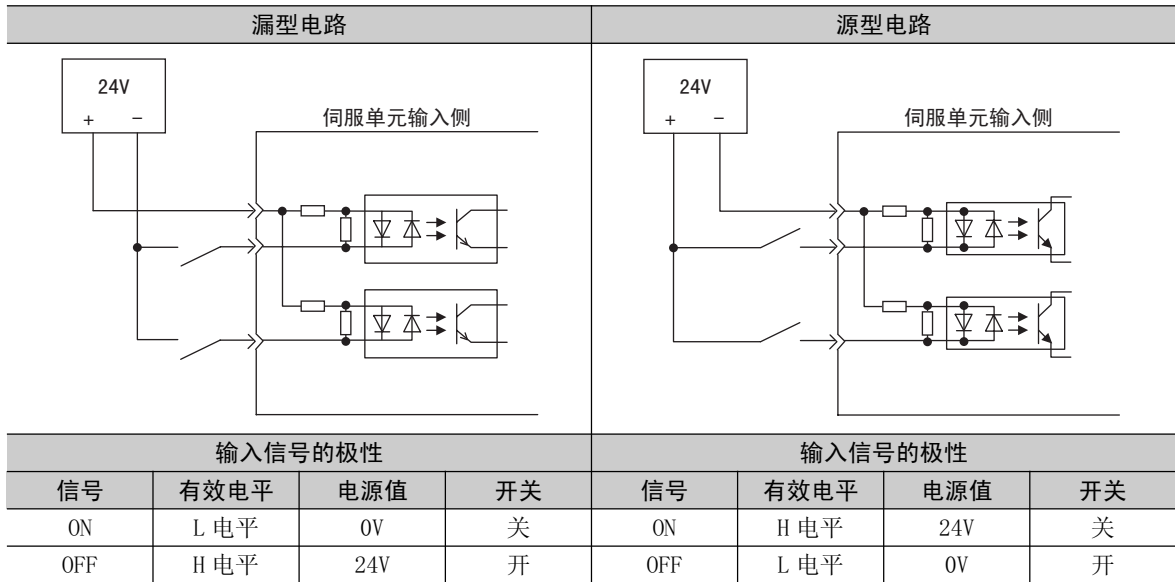 漏型电路 源型电路
24V 24V
+ − + −
伺服单元输入侧 伺服单元输入侧
输入信号的极性 输入信号的极性
信号 有效电平 电源值 开关 信号 有效电平 电源值 开关
ON L 电平 0V 关 ON H 电平 24V 关
OFF H 电平 24V 开 OFF L 电平 0V 开